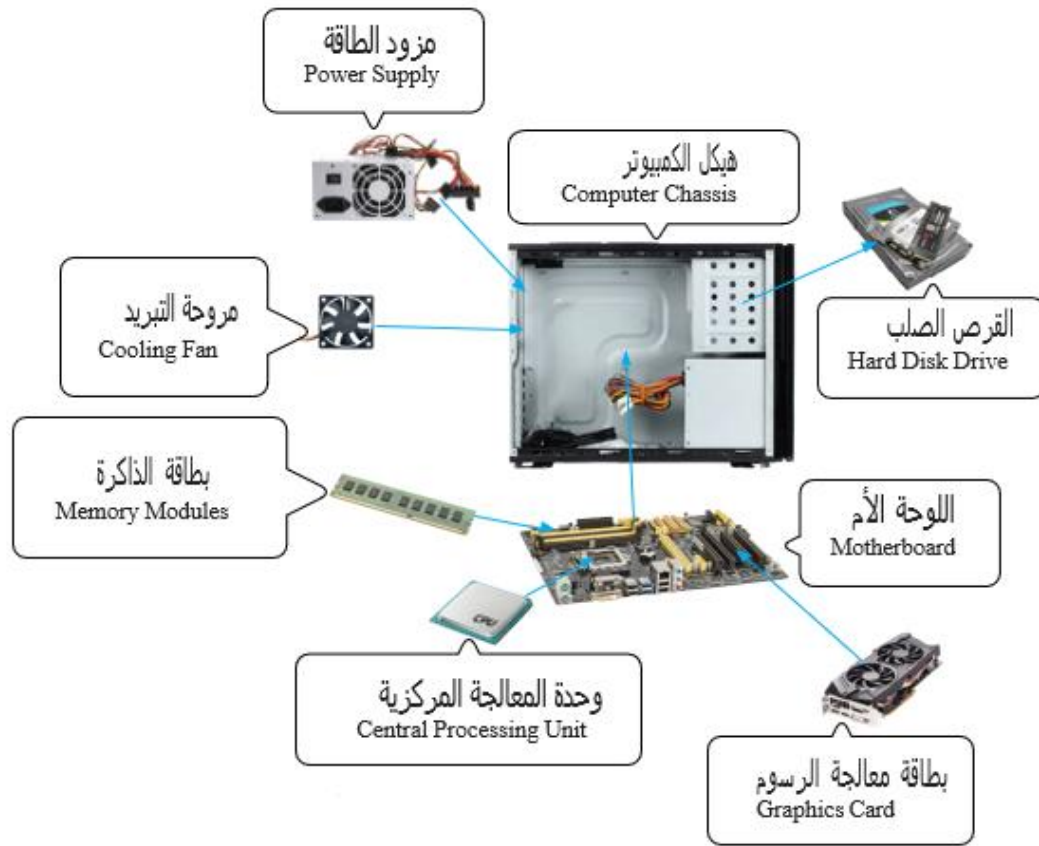 مزود الطاقة
Power Supply
هيكل الكمبيوتر
Computer Chassis
مروحة التبريد
Cooling Fan
القرص الصلب
Hard Disk Drive
بطاقة الذاكرة
Memory Modules
اللوحة الأم
Motherboard
CPU
وحدة المعالجة المركزية
Central Processing Unit
بطاقة معالجة الرسوم
Graphics Card